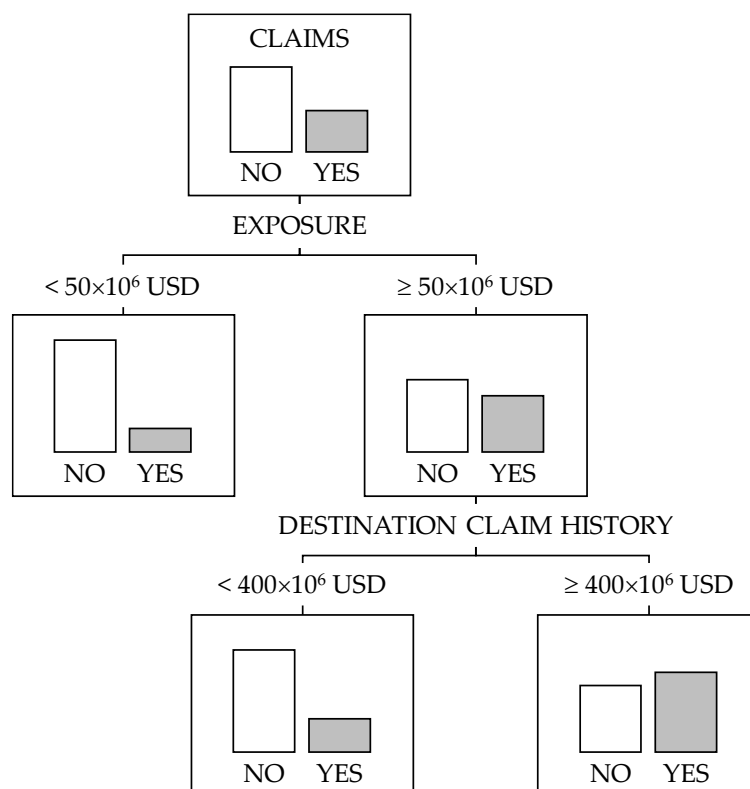 CLAIMS
NO YES
EXPOSURE
< 50×10⁶ USD ≥ 50×10⁶ USD
NO YES NO YES
DESTINATION CLAIM HISTORY
< 400×10⁶ USD ≥ 400×10⁶ USD
NO YES NO YES